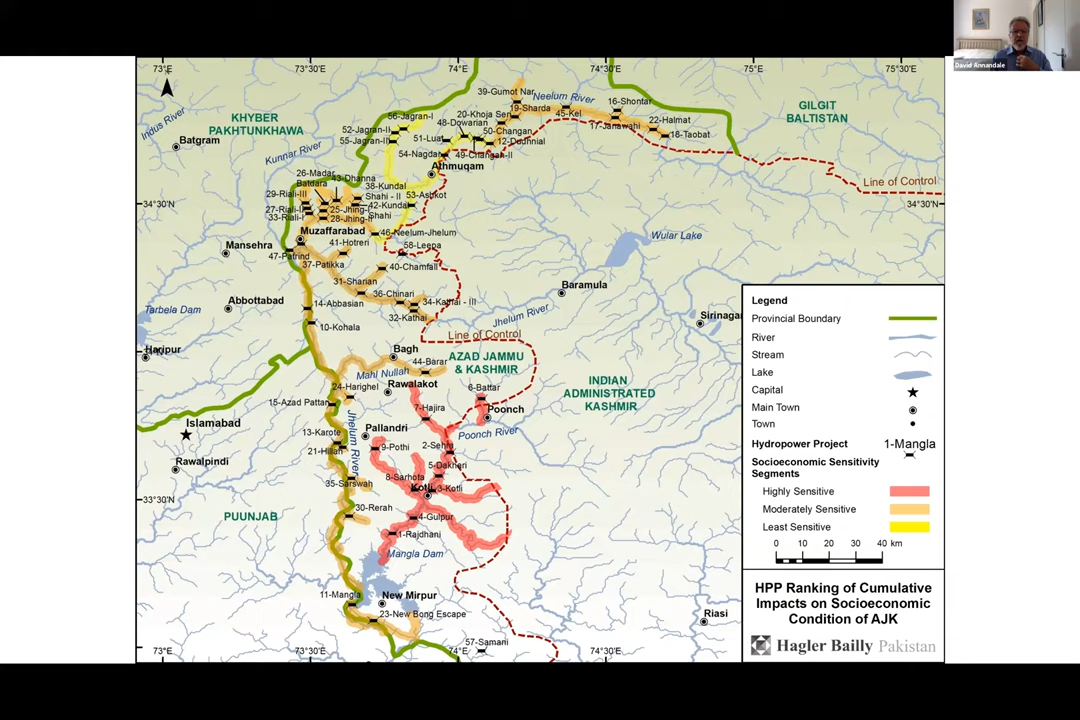 David Annandale
73°E
73°30'E
74°E
74°30'E
75°E
75°30'E
39-Gumot Nar
Neelum River
16-Shontar
GILGIT
BALTISTAN
Indus River
KHYBER
PAKHTUNKHAWA
56-Jagran-I
20-Khoja Seri
19-Sharda
45-Kel
48-Dowarian
17-Janawahi
22-Halmat
18-Taobat
52-Jagran-II
55-Jagran-III
51-Luat
50-Changan
12-Dudhnial
Batgram
Kunnar River
54-Nagdar
49-Changan-II
Athmuqam
26-Madar
Batdara
43-Dhanna
38-Kundal
Shahi - II
53-Ashkot
Line of Control
29-Riali-III
27-Riali-II
33-Riali-I
25-Jhing-I
28-Jhing-II
42-Kundal
Shahi
34°30'N
34°30'N
Muzaffarabad
46-Neelum-Jhelum
Wular Lake
Mansehra
41-Hotreri
58-Leepa
47-Patrind
37-Patikka
40-Chamfall
31-Sharian
Baramula
Abbottabad
14-Abbasian
36-Chinari
34-Kathai - III
32-Kathai
Tarbela Dam
Jhelum River
Srinagar
10-Kohala
Line of Control
Haripur
Bagh
44-Barar
AZAD JAMMU
& KASHMIR
Mahl Nullah
24-Harighel
Rawalakot
6-Battar
INDIAN
ADMINISTRATED
KASHMIR
15-Azad Pattan
7-Hajira
Poonch
Islamabad
Jhelum River
Pallandri
Poonch River
13-Karote
21-Hillan
9-Pothi
2-Sehra
Rawalpindi
5-Dakheri
8-Sarhota
35-Sarswah
Kotli
3-Kotli
33°30'N
PUUNJAB
30-Rerah
4-Gulpur
1-Rajdhani
Mangla Dam
11-Mangla
New Mirpur
23-New Bong Escape
Riasi
57-Samani
73°E
73°30'E
74°E
74°30'E
Legend
Provincial Boundary
River
Stream
Lake
Capital
Main Town
Town
Hydropower Project
1-Mangla
Socioeconomic Sensitivity
Segments
Highly Sensitive
Moderately Sensitive
Least Sensitive
0 10 20 30 40 km
HPP Ranking of Cumulative
Impacts on Socioeconomic
Condition of AJK
Hagler Bailly Pakistan